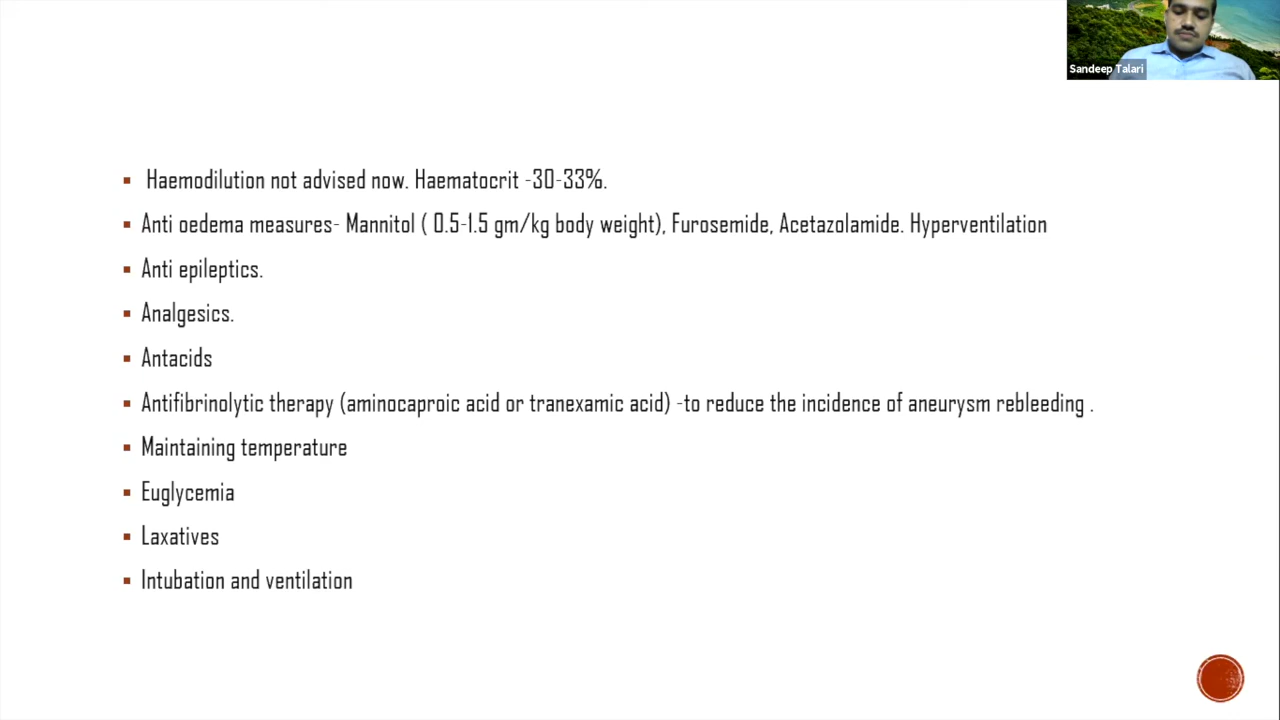 Sandeep Talari
Haemodilution not advised now. Haematocrit -30-33%.
Anti oedema measures- Mannitol ( 0.5-1.5 gm/kg body weight), Furosemide, Acetazolamide. Hyperventilation
Anti epileptics.
Analgesics.
Antacids
Antifibrinolytic therapy (aminocaproic acid or tranexamic acid) -to reduce the incidence of aneurysm rebleeding .
Maintaining temperature
Euglycemia
Laxatives
Intubation and ventilation